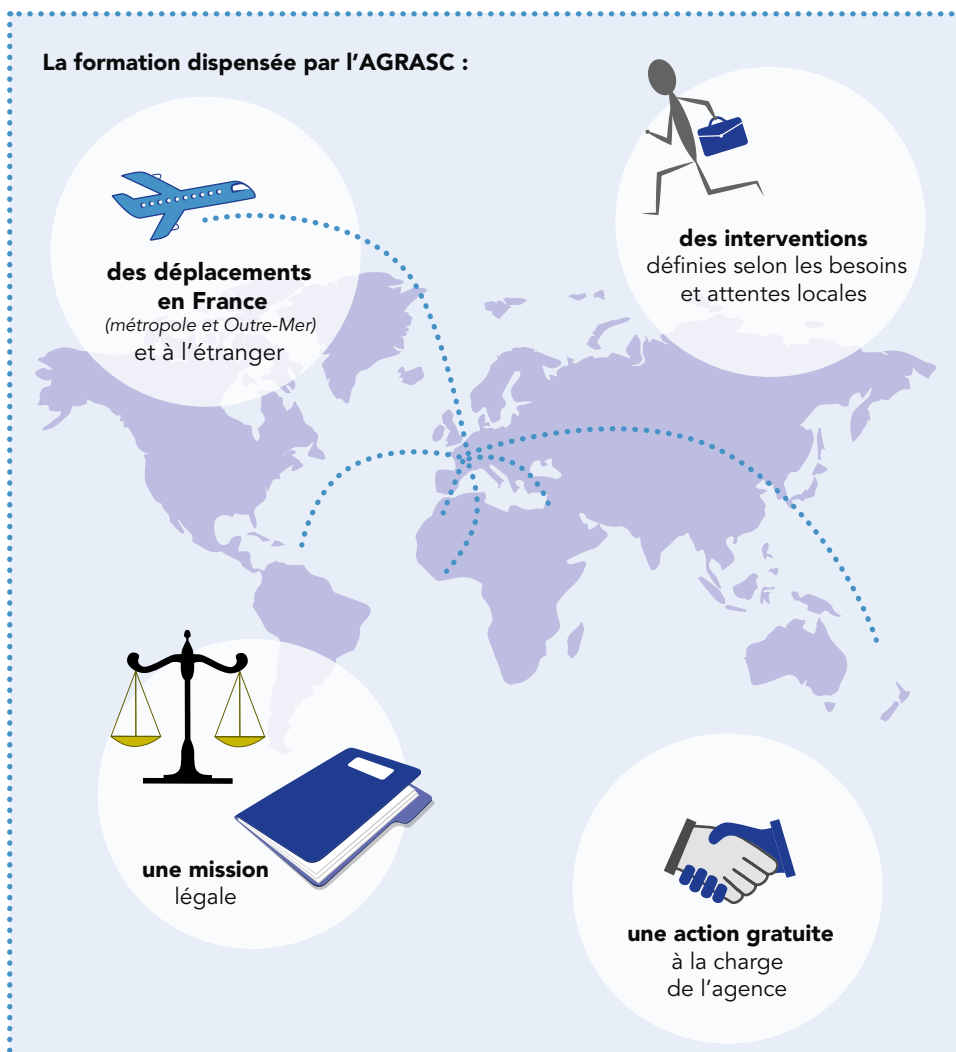 La formation dispensée par l’AGRASC :
des déplacements
en France
(métropole et Outre-Mer)
et à l’étranger
des interventions
définies selon les besoins
et attentes locales
une mission
légale
une action gratuite
à la charge
de l’agence